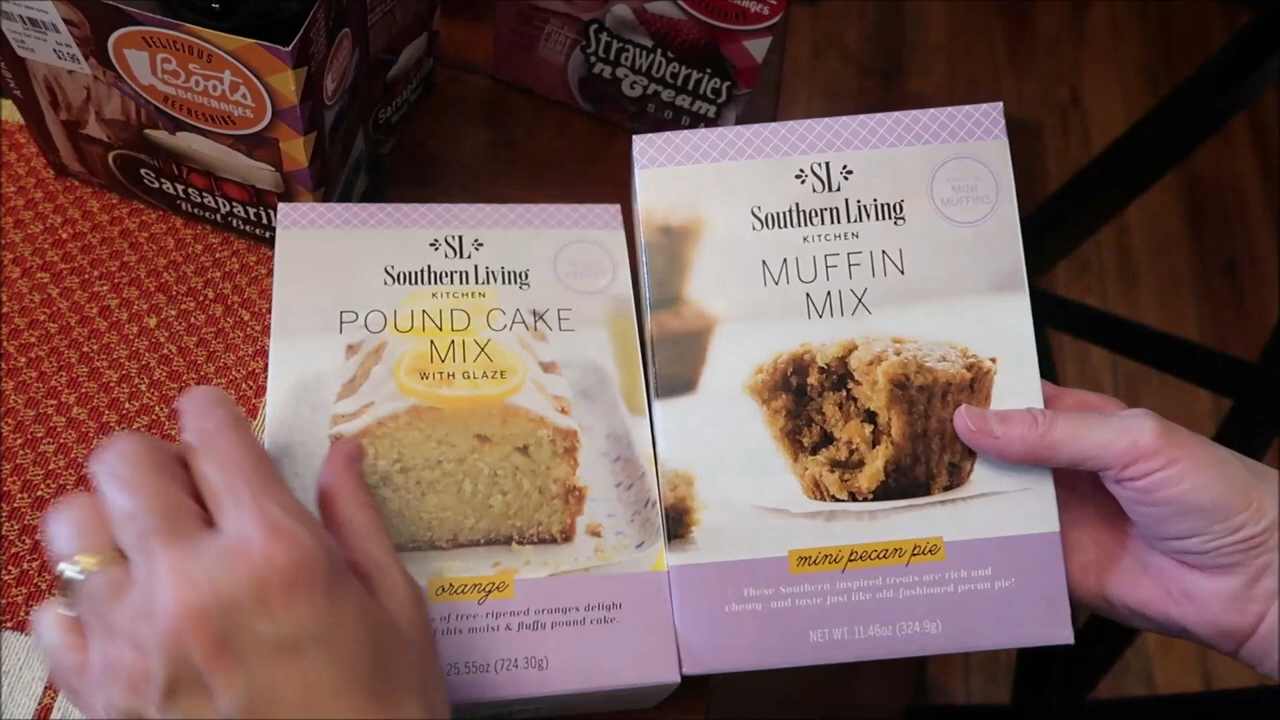 $3.99
DELICIOUS
Boots
BEVERAGES
REFRESHING
Sarsaparil
Root Beer
Sarsapar
Strawberries
'n Cream
SODA
SL
Southern Living
KITCHEN
POUND CAKE
MIX
WITH GLAZE
orange
of tree-ripened oranges delight
this moist & fluffy pound cake.
25.55oz (724.30g)
SL
Southern Living
KITCHEN
MUFFIN
MIX
MINI
MUFFINS
mini pecan pie
These Southern-inspired treats are rich and
chewy—and taste just like old-fashioned pecan pie!
NET WT. 11.46oz (324.9g)